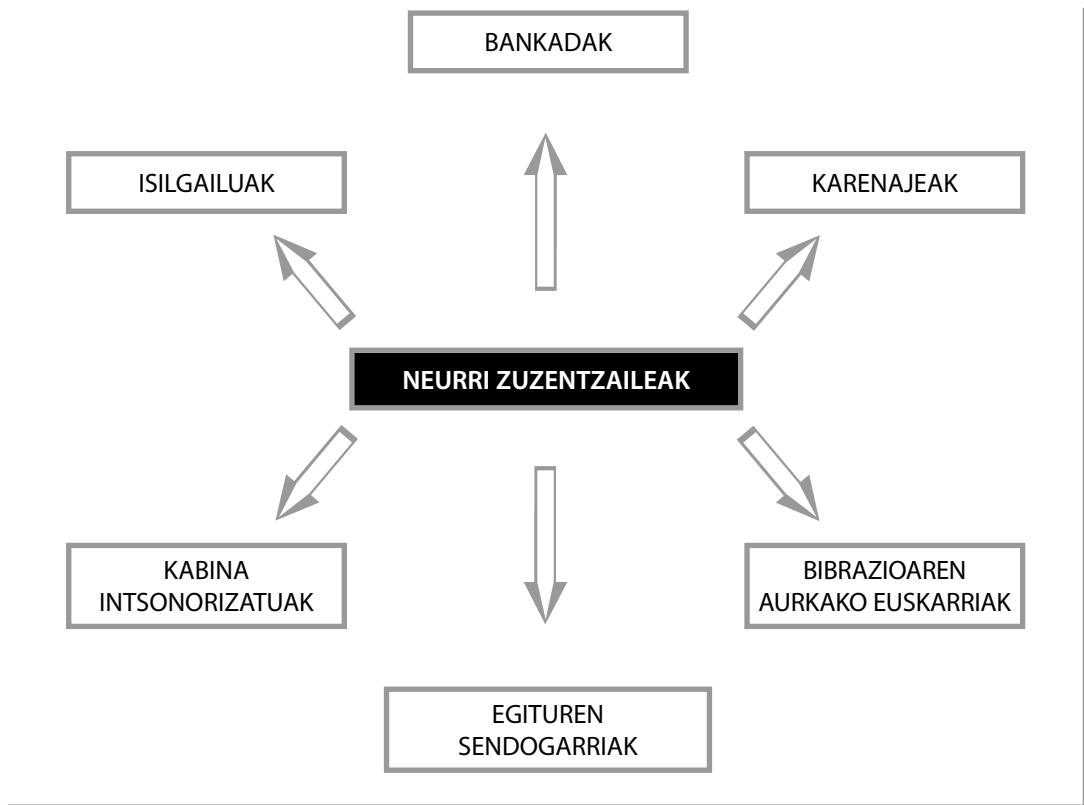 BANKADAK
ISILGAILUAK
KARENAJEAK
NEURRI ZUZENTZAILEAK
KABINA
INTSONORIZATUAK
BIBRAZIOAREN
AURKAKO EUSKARRIAK
EGITUREN
SENDOGARRIAK